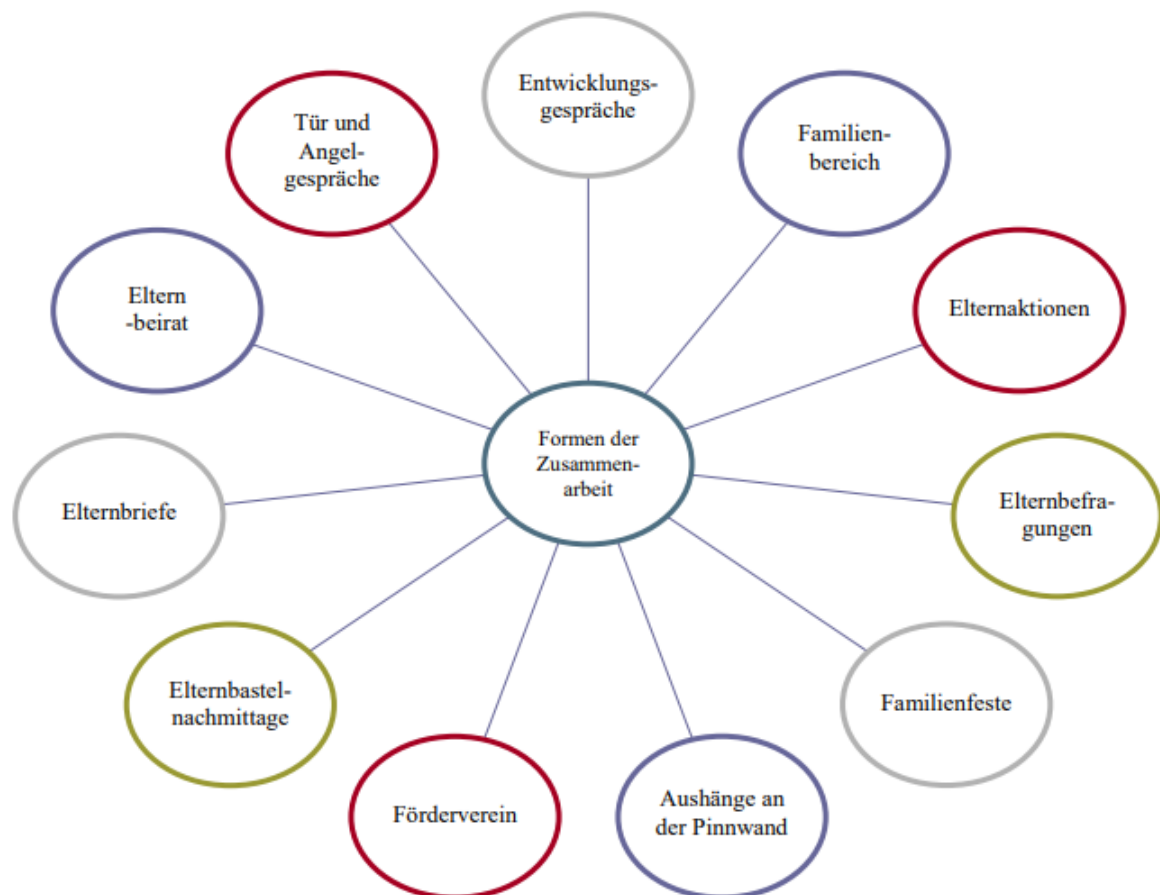 Entwicklungs-
gespräche
Familien-
bereich
Elternaktionen
Elternbefra-
gungen
Familienfeste
Aushänge an
der Pinnwand
Förderverein
Elternbastel-
nachmittage
Elternbriefe
Eltern
-beirat
Tür und
Angel-
gespräche
Formen der
Zusammen-
arbeit